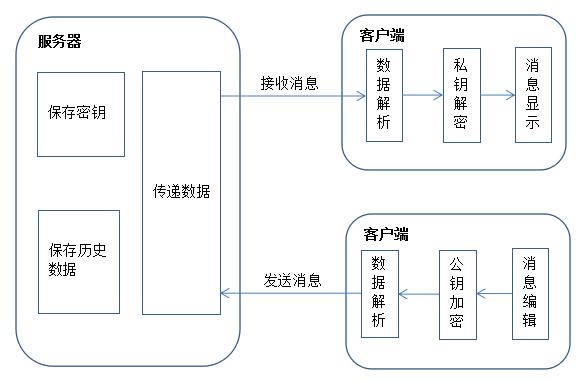 服务器
保存密钥
保存历史
数据
传递数据
接收消息
客户端
数据解析
私钥解密
消息显示
发送消息
客户端
数据解析
公钥加密
消息编辑